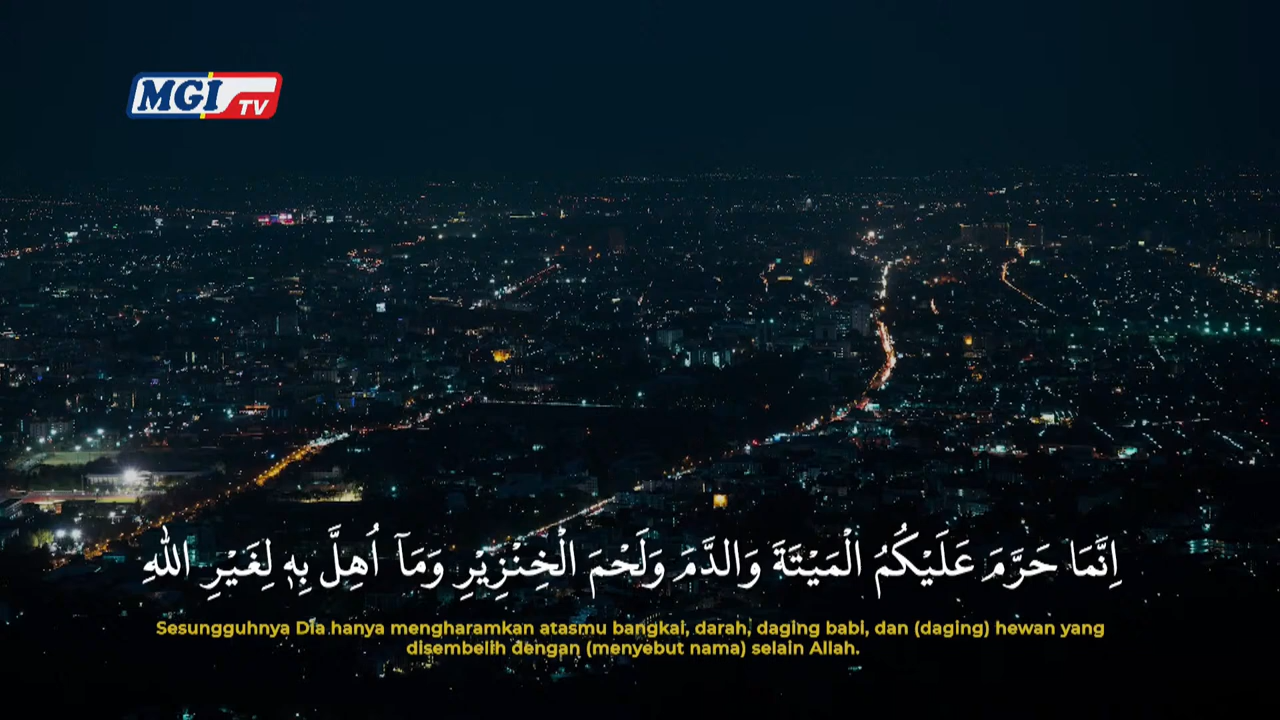 MGI TV
اِنَّمَا حَرَّمَ عَلَيْكُمُ الْمَيْتَةَ وَالدَّمَ وَلَحْمَ الْخِنْزِيْرِ وَمَآ اُهِلَّ بِهٖ لِغَيْرِ اللّٰهِ
Sesungguhnya Dia hanya mengharamkan atasmu bangkai, darah, daging babi, dan (daging) hewan yang
disembelih dengan (menyebut nama) selain Allah.